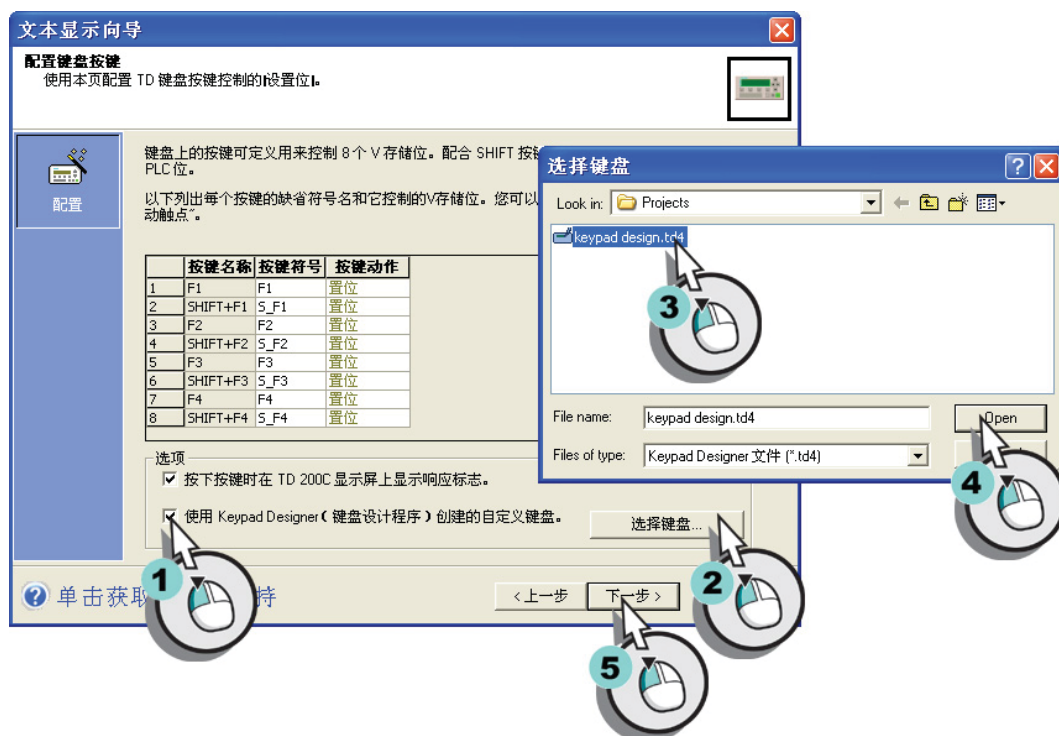 文本显示向导
配置键盘按键
使用本页配置 TD 键盘按键控制的|设置位|。
配置
键盘上的按键可定义用来控制 8 个 V 存储位。配合 SHIFT 按
PLC 位。
以下列出每个按键的缺省符号名和它控制的V存储位。您可以
动触点"。
按键名称 按键符号 按键动作
1 F1 F1 置位
2 SHIFT+F1 S_F1 置位
3 F2 F2 置位
4 SHIFT+F2 S_F2 置位
5 F3 F3 置位
6 SHIFT+F3 S_F3 置位
7 F4 F4 置位
8 SHIFT+F4 S_F4 置位
选项
按下按键时在 TD 200C 显示屏上显示响应标志。
使用 Keypad Designer(键盘设计程序)创建的自定义键盘。
选择键盘...
1
2
单击获 持
<上一步
下一步>
5
选择键盘
Look in: Projects
keypad design.td4
3
File name: keypad design.td4
Open
Files of type: Keypad Designer 文件 (*.td4)
4